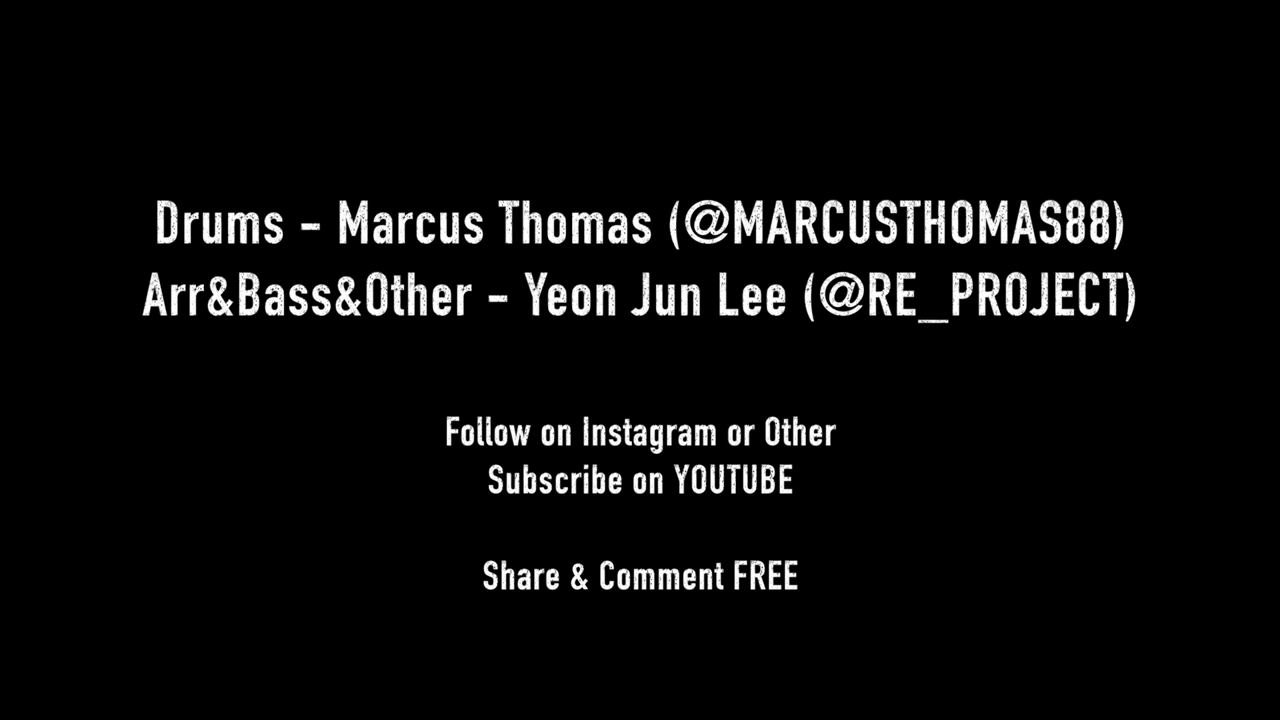 Drums - Marcus Thomas (@MARCUSTHOMAS88)
Arr&Bass&Other - Yeon Jun Lee (@RE_PROJECT)
Follow on Instagram or Other
Subscribe on YOUTUBE
Share & Comment FREE